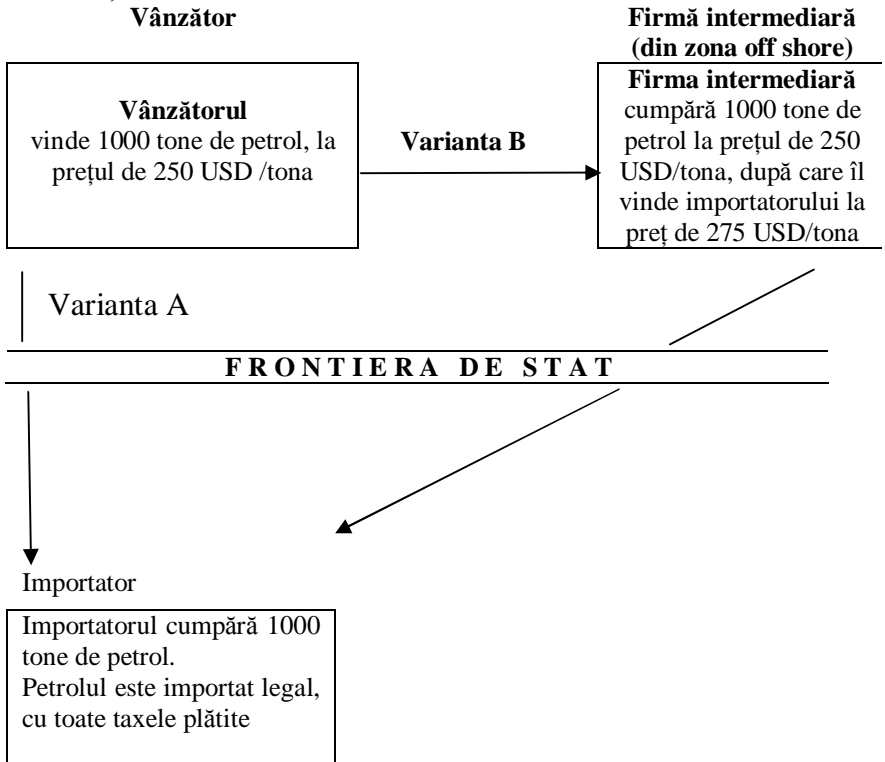 Vânzător
Firmă intermediară
(din zona off shore)
Vânzătorul
vinde 1000 tone de petrol, la
prețul de 250 USD /tona
Varianta B
Firma intermediară
cumpără 1000 tone de
petrol la prețul de 250
USD/tona, după care îl
vinde importatorului la
preț de 275 USD/tona
Varianta A
FRONTIERA DE STAT
Importator
Importatorul cumpără 1000
tone de petrol.
Petrolul este importat legal,
cu toate taxele plătite